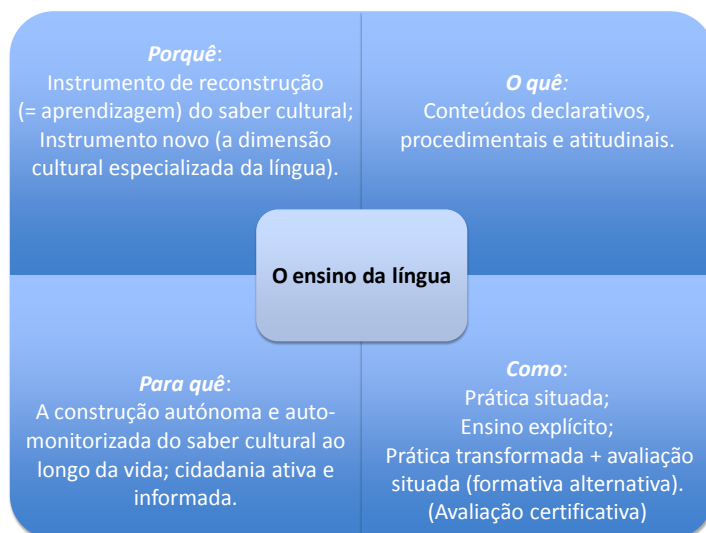 Porquê:
Instrumento de reconstrução
(= aprendizagem) do saber cultural;
Instrumento novo (a dimensão
cultural especializada da língua).
O quê:
Conteúdos declarativos,
procedimentais e atitudinais.
O ensino da língua
Para quê:
A construção autónoma e auto-
monitorizada do saber cultural ao
longo da vida; cidadania ativa e
informada.
Como:
Prática situada;
Ensino explícito;
Prática transformada + avaliação
situada (formativa alternativa).
(Avaliação certificativa)